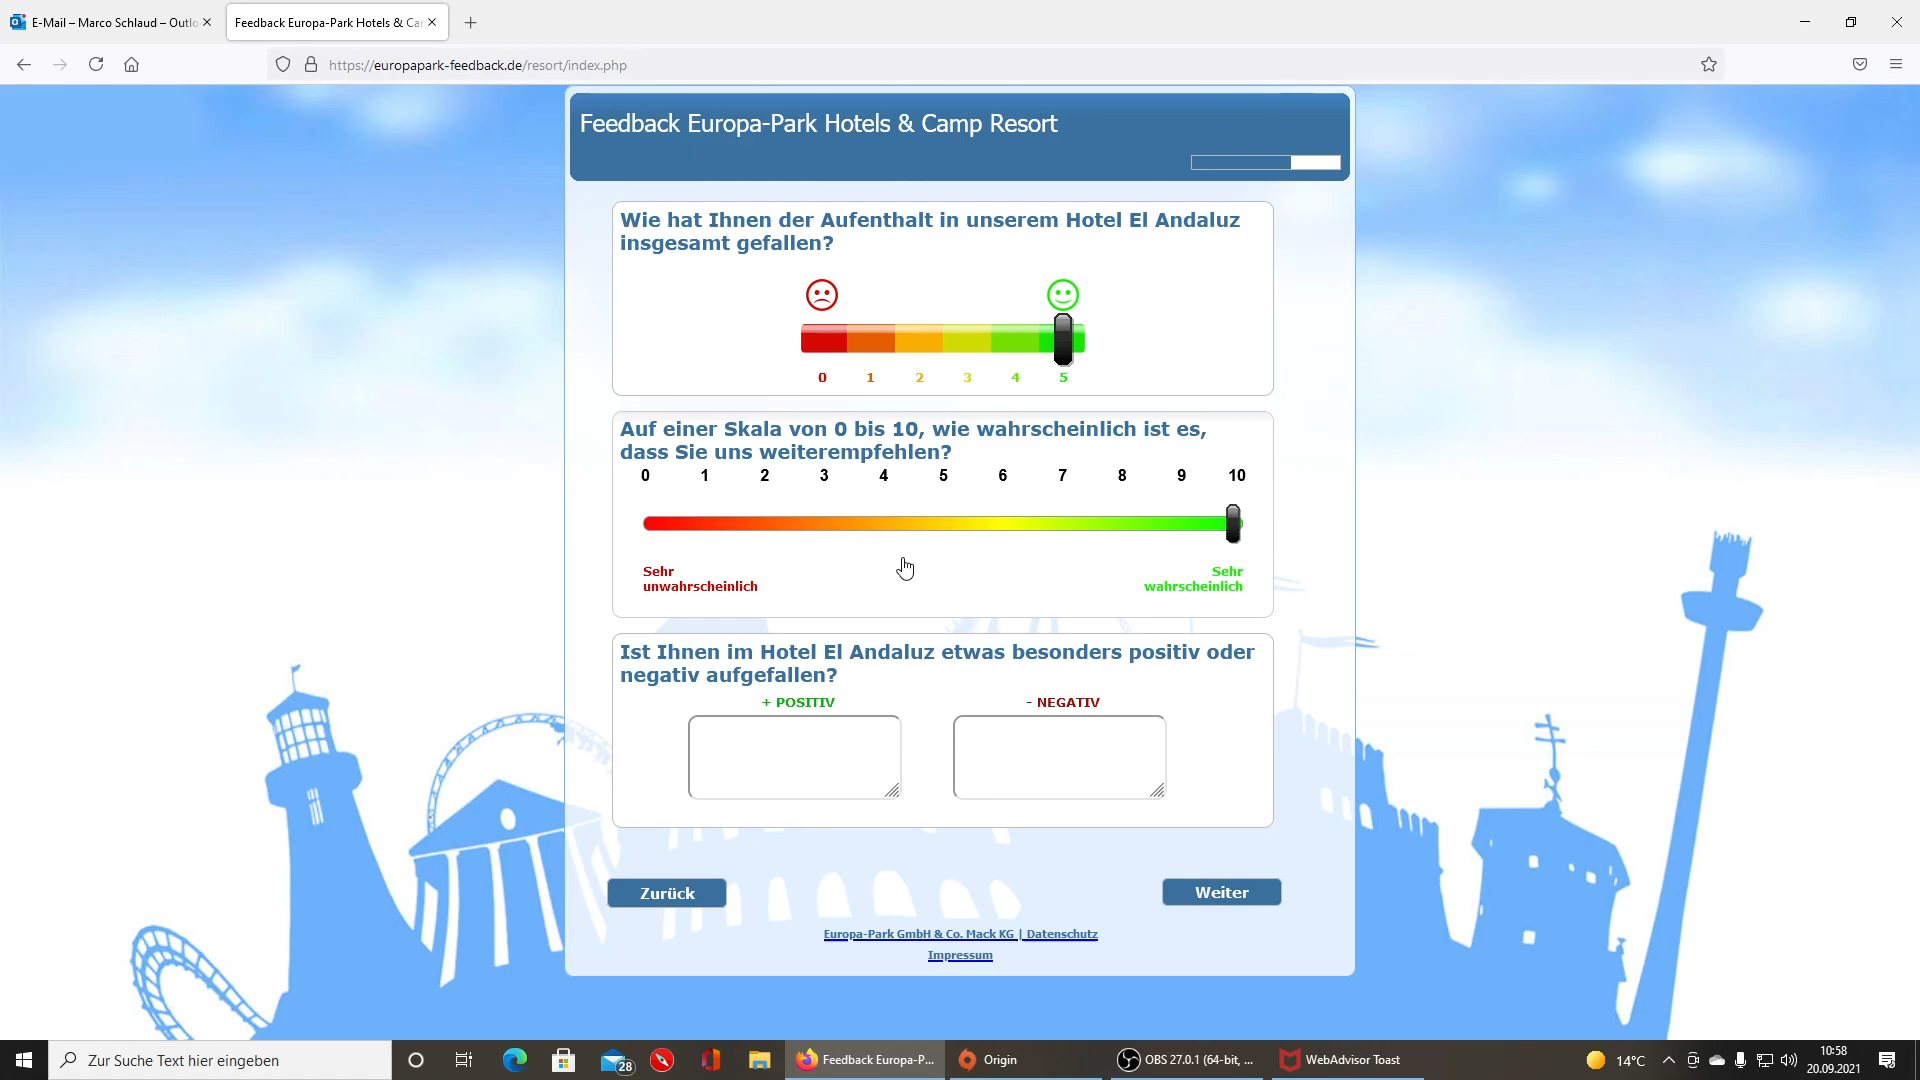 E-Mail – Marco Schlaud – Outlo
Feedback Europa-Park Hotels & Ca
https://europapark-feedback.de/resort/index.php
Feedback Europa-Park Hotels & Camp Resort
Wie hat Ihnen der Aufenthalt in unserem Hotel El Andaluz
insgesamt gefallen?
0 1 2 3 4 5
Auf einer Skala von 0 bis 10, wie wahrscheinlich ist es,
dass Sie uns weiterempfehlen?
0 1 2 3 4 5 6 7 8 9 10
Sehr
unwahrscheinlich
Sehr
wahrscheinlich
Ist Ihnen im Hotel El Andaluz etwas besonders positiv oder
negativ aufgefallen?
+ POSITIV
- NEGATIV
Zurück
Weiter
Europa-Park GmbH & Co. Mack KG | Datenschutz
Impressum
Zur Suche Text hier eingeben
28
Feedback Europa-P...
Origin
OBS 27.0.1 (64-bit, ...
WebAdvisor Toast
14°C
10:58
20.09.2021